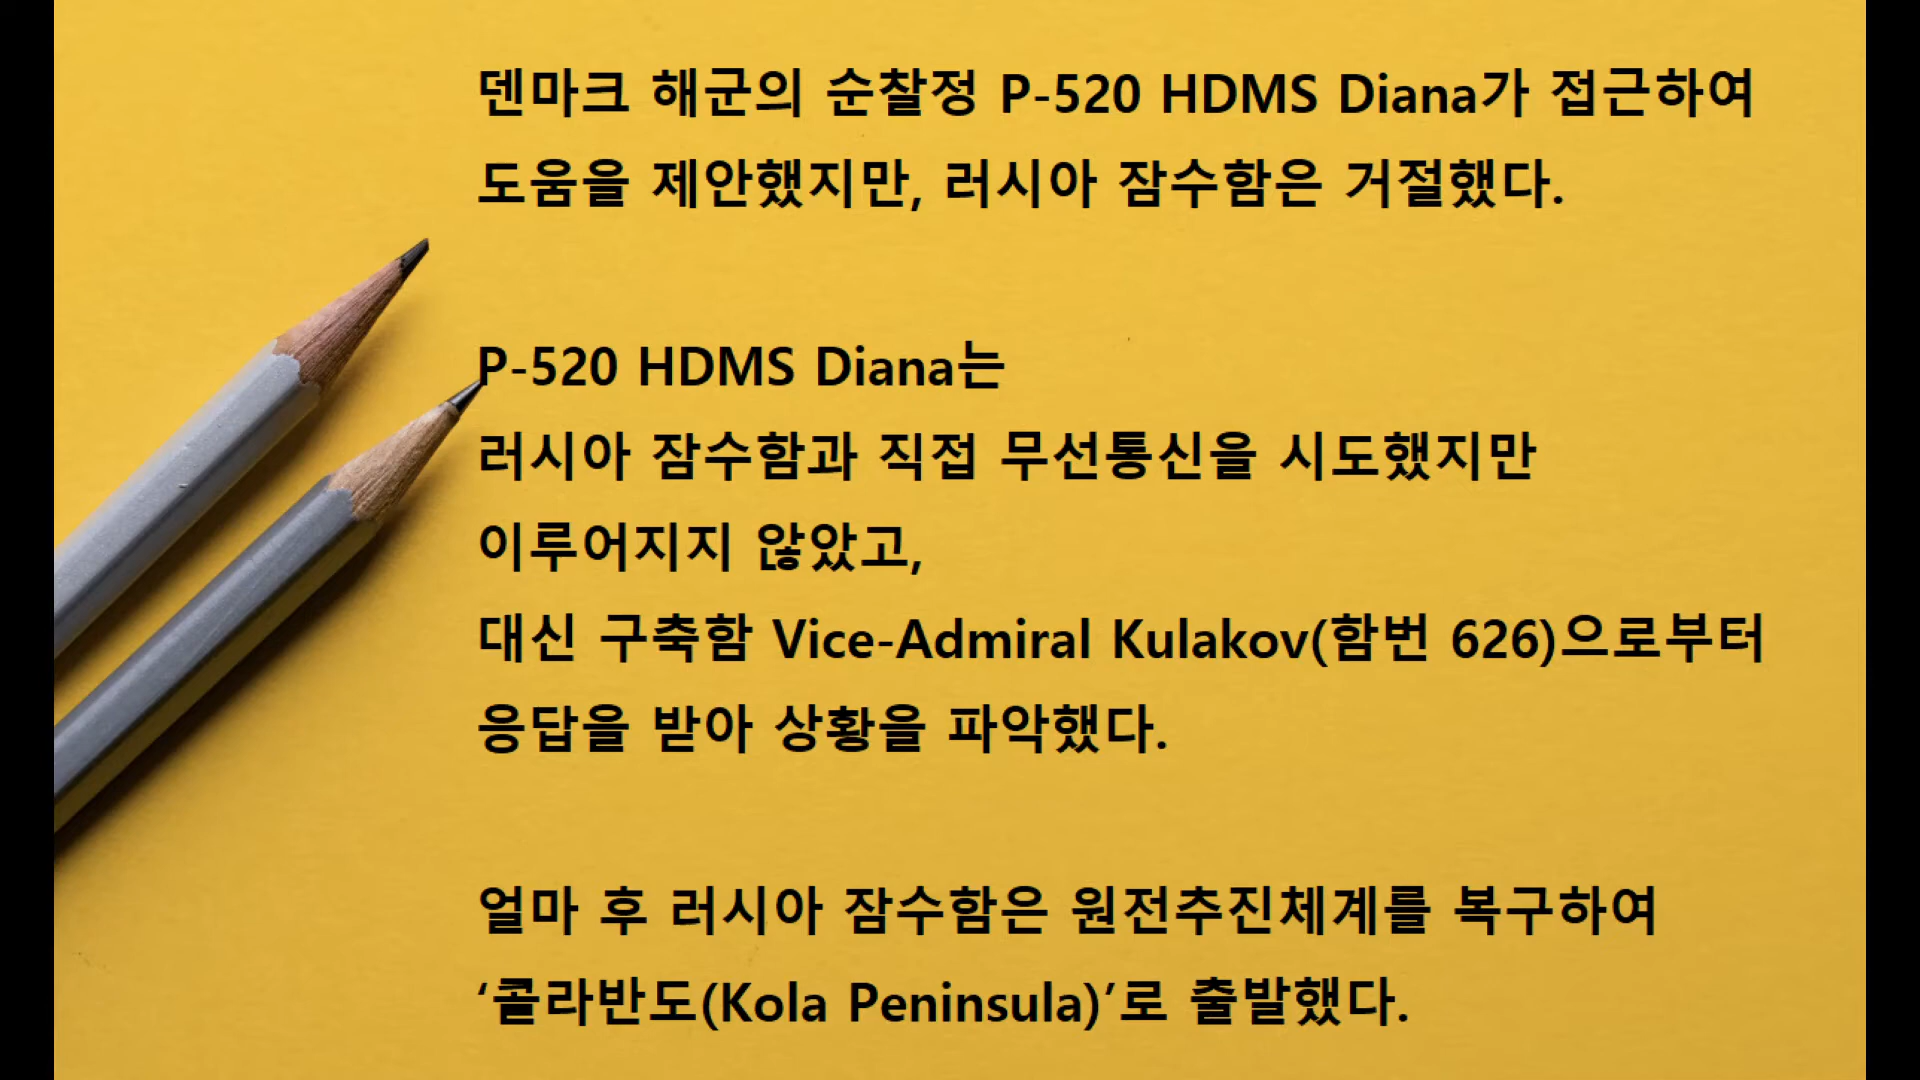 덴마크 해군의 순찰정 P-520 HDMS Diana가 접근하여
도움을 제안했지만, 러시아 잠수함은 거절했다.
P-520 HDMS Diana는
러시아 잠수함과 직접 무선통신을 시도했지만
이루어지지 않았고,
대신 구축함 Vice-Admiral Kulakov(함번 626)으로부터
응답을 받아 상황을 파악했다.
얼마 후 러시아 잠수함은 원전추진체계를 복구하여
‘콜라반도(Kola Peninsula)’로 출발했다.